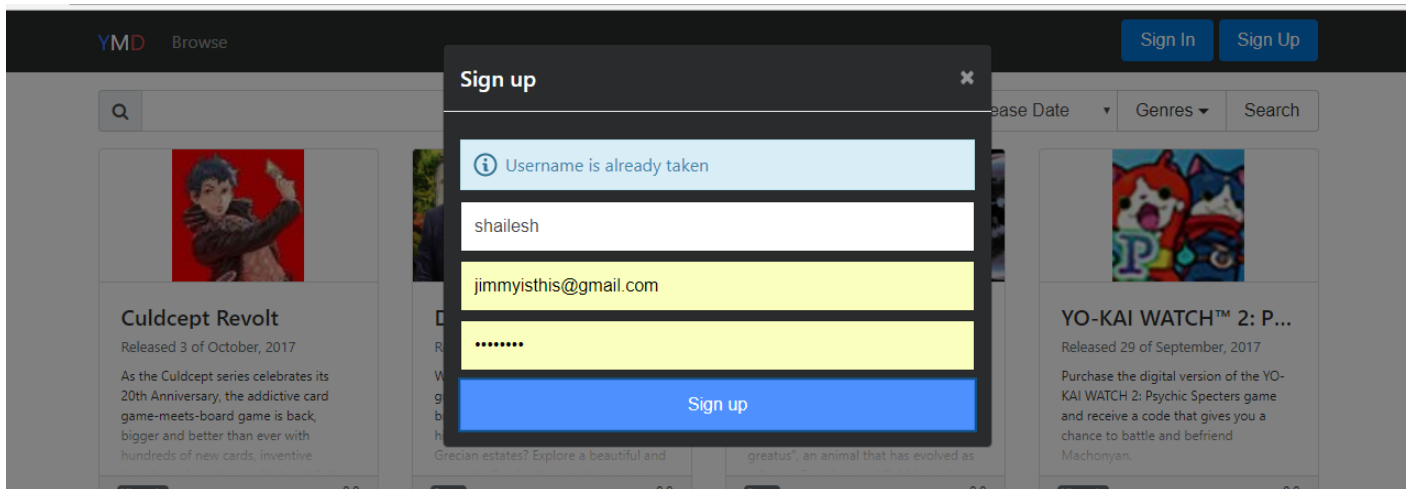 YMD Browse Sign In Sign Up
Sign up ×
ease Date Genres Search
Username is already taken
shailesh
jimmyisthis@gmail.com
••••••••
Sign up
Culdcept Revolt
Released 3 of October, 2017
As the Culdcept series celebrates its
20th Anniversary, the addictive card
game-meets-board game is back,
bigger and better than ever with
hundreds of new cards, inventive
Grecian estates? Explore a beautiful and
greatus", an animal that has evolved as
YO-KAI WATCH™ 2: P...
Released 29 of September, 2017
Purchase the digital version of the YO-
KAI WATCH 2: Psychic Specters game
and receive a code that gives you a
chance to battle and befriend
Machonyan.